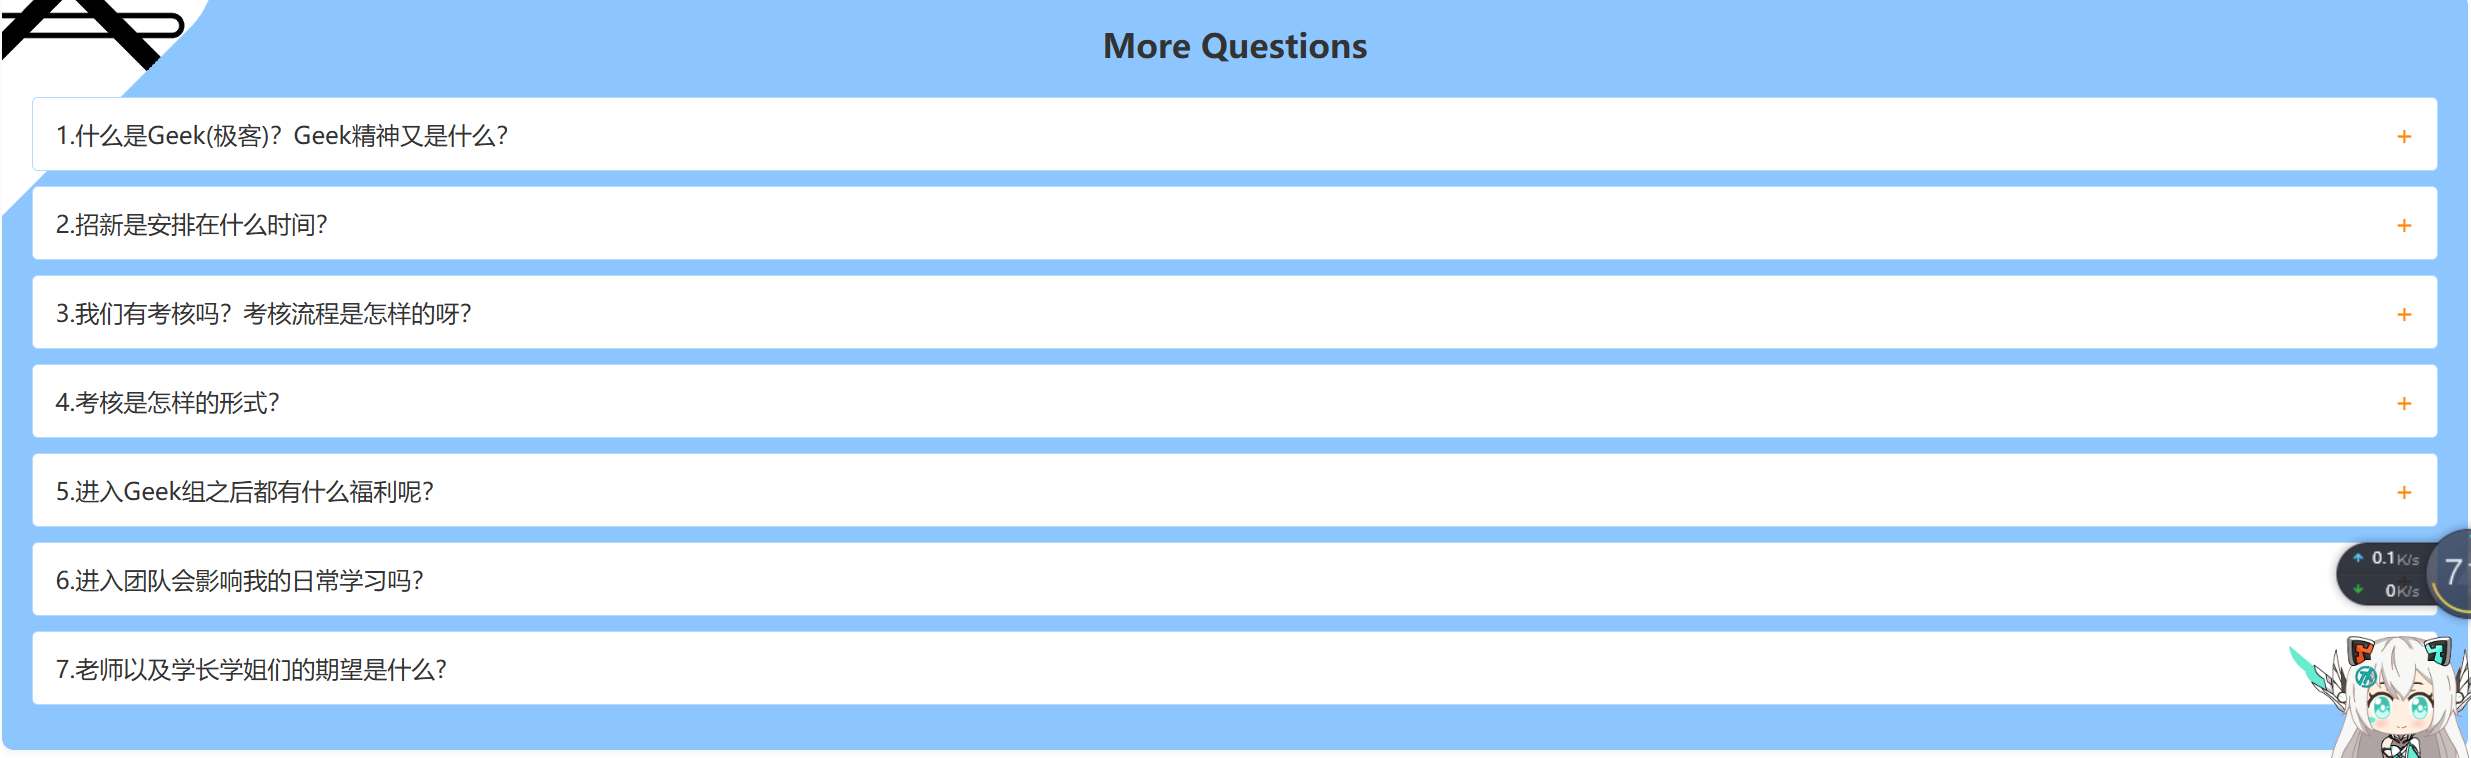 More Questions
1.什么是Geek(极客)？Geek精神又是什么？
+
2.招新是安排在什么时间？
+
3.我们有考核吗？考核流程是怎样的呀？
+
4.考核是怎样的形式？
+
5.进入Geek组之后都有什么福利呢？
+
6.进入团队会影响我的日常学习吗？
0.1K/s
0K/s
7.老师以及学长学姐们的期望是什么？